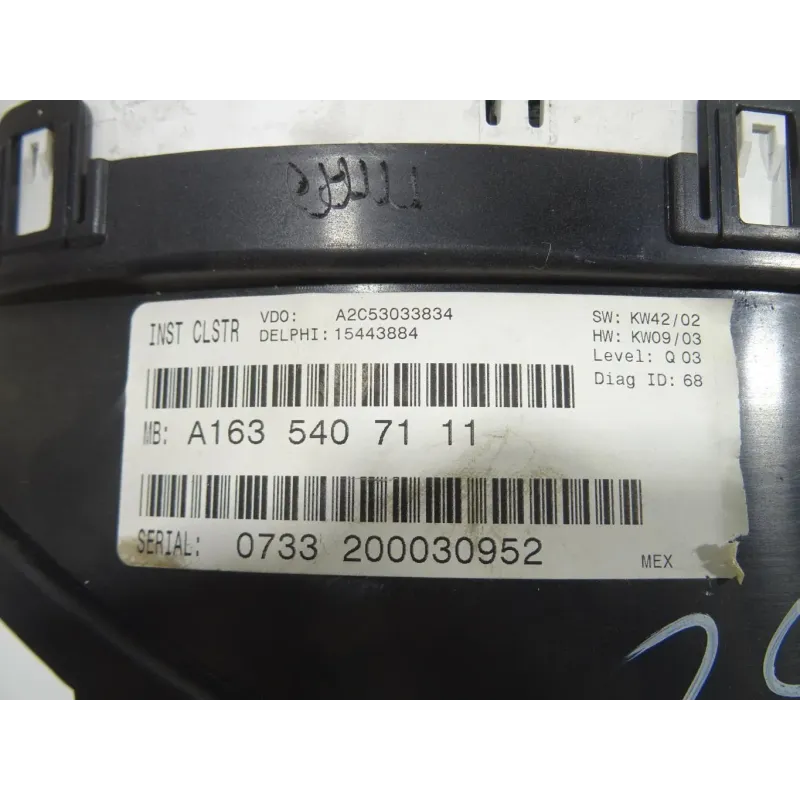 INST CLSTR
VDO: A2C53033834
DELPHI: 15443884
SW: KW42/02
HW: KW09/03
Level: Q 03
Diag ID: 68
MB: A163 540 71 11
SERIAL: 0733 200030952
MEX